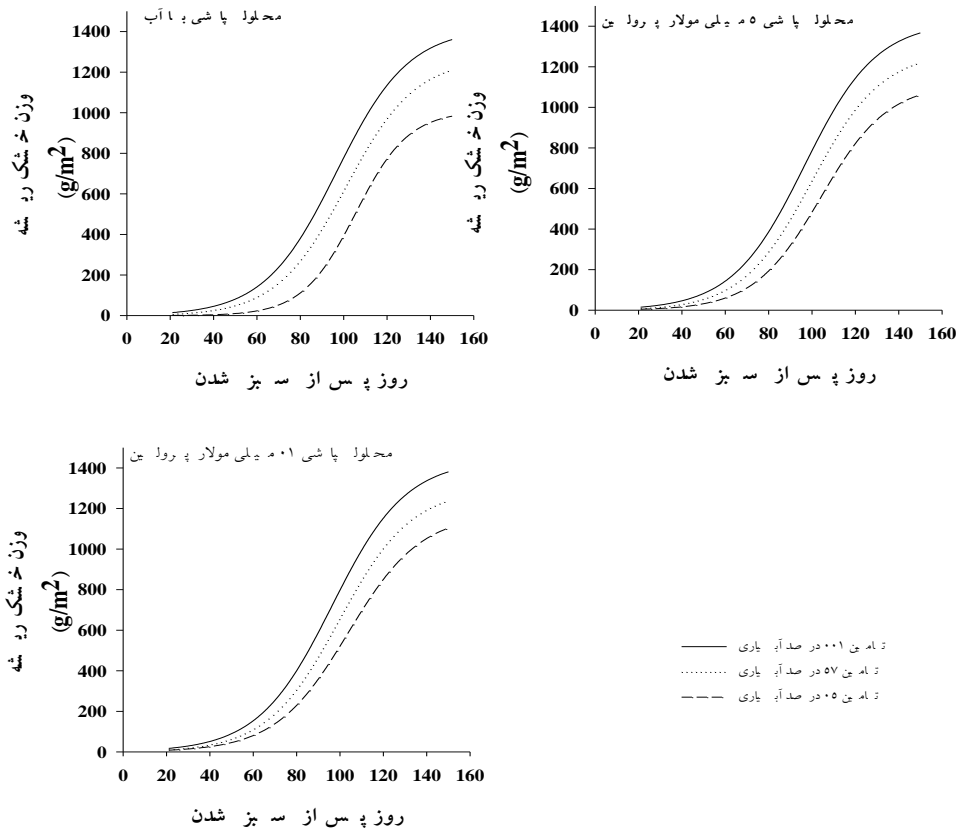 محلول پاشی با آب
وزن خشک ریشه
(g/m²)
1400
1200
1000
800
600
400
200
0
0 20 40 60 80 100 120 140 160
روز پس از سبز شدن
محلول پاشی ۵ میلی مولار پرولین
وزن خشک ریشه
(g/m²)
1400
1200
1000
800
600
400
200
0
0 20 40 60 80 100 120 140 160
روز پس از سبز شدن
محلول پاشی ۰۱ میلی مولار پرولین
وزن خشک ریشه
(g/m²)
1400
1200
1000
800
600
400
200
0
0 20 40 60 80 100 120 140 160
روز پس از سبز شدن
تامین ۰۰۱ درصد آبیاری
تامین ۵۷ درصد آبیاری
تامین ۰۵ درصد آبیاری